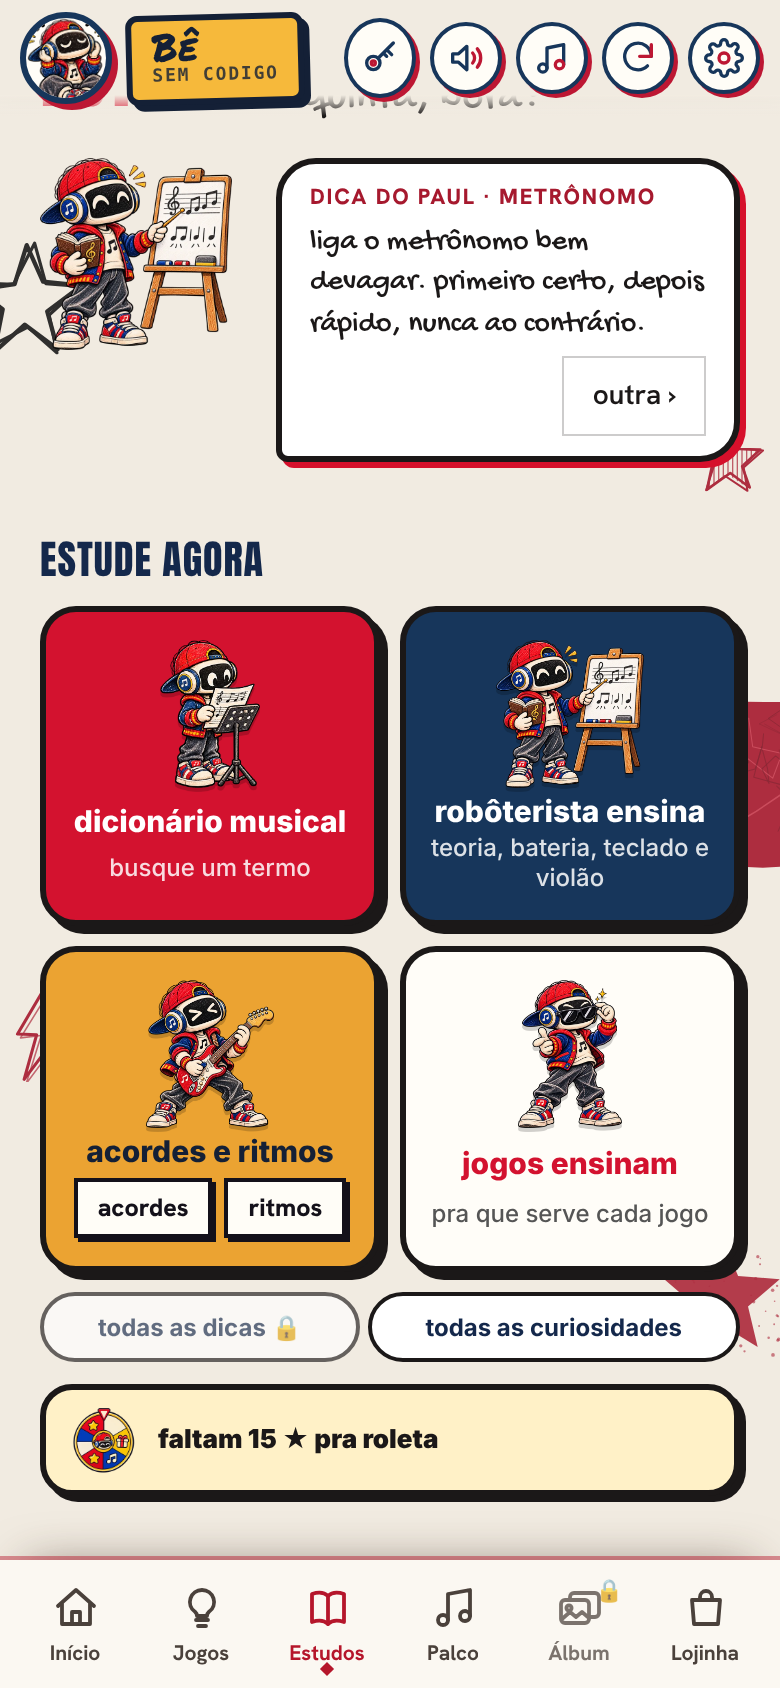 BÊ
SEM CODIGO
DICA DO PAUL · METRÔNOMO
liga o metrônomo bem
devagar. primeiro certo, depois
rápido, nunca ao contrário.
outra ›
ESTUDE AGORA
dicionário musical
busque um termo
robôterista ensina
teoria, bateria, teclado e
violão
acordes e ritmos
acordes
ritmos
jogos ensinam
pra que serve cada jogo
todas as dicas 🔒
todas as curiosidades
faltam 15 ★ pra roleta
Início
Jogos
Estudos
Palco
Álbum
Lojinha